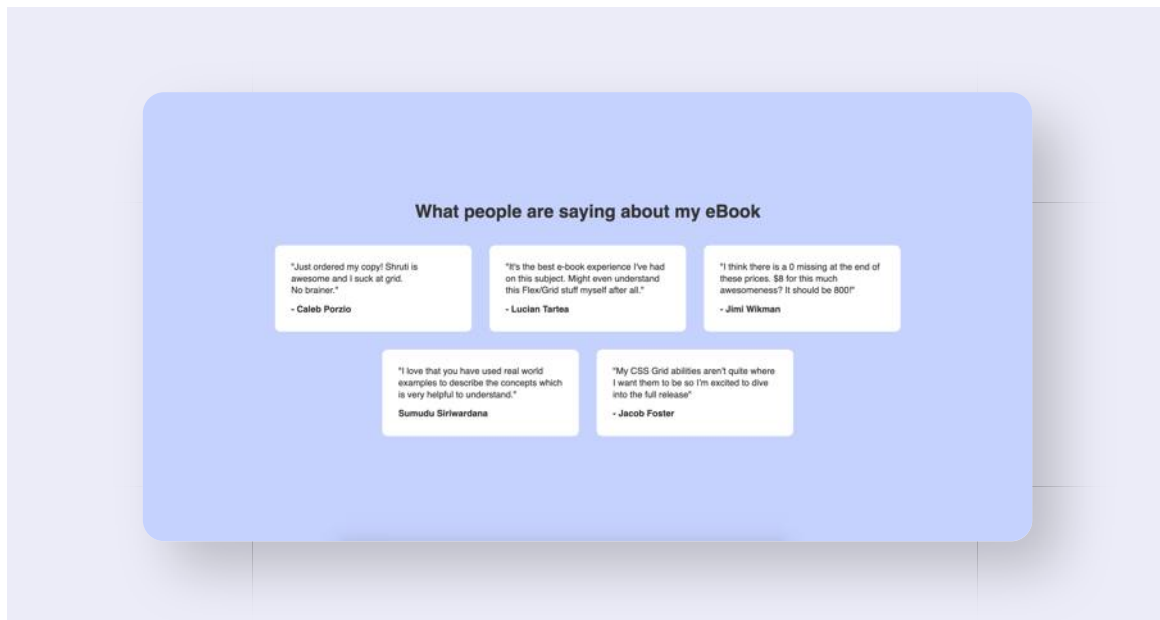 What people are saying about my eBook
"Just ordered my copy! Shruti is
awesome and I suck at grid.
No brainer."
- Caleb Porzio
"It's the best e-book experience I've had
on this subject. Might even understand
this Flex/Grid stuff myself after all."
- Lucian Tartea
"I think there is a 0 missing at the end of
these prices. $8 for this much
awesomeness? It should be 800!"
- Jimi Wikman
"I love that you have used real world
examples to describe the concepts which
is very helpful to understand."
Sumudu Siriwardana
"My CSS Grid abilities aren't quite where
I want them to be so I'm excited to dive
into the full release"
- Jacob Foster